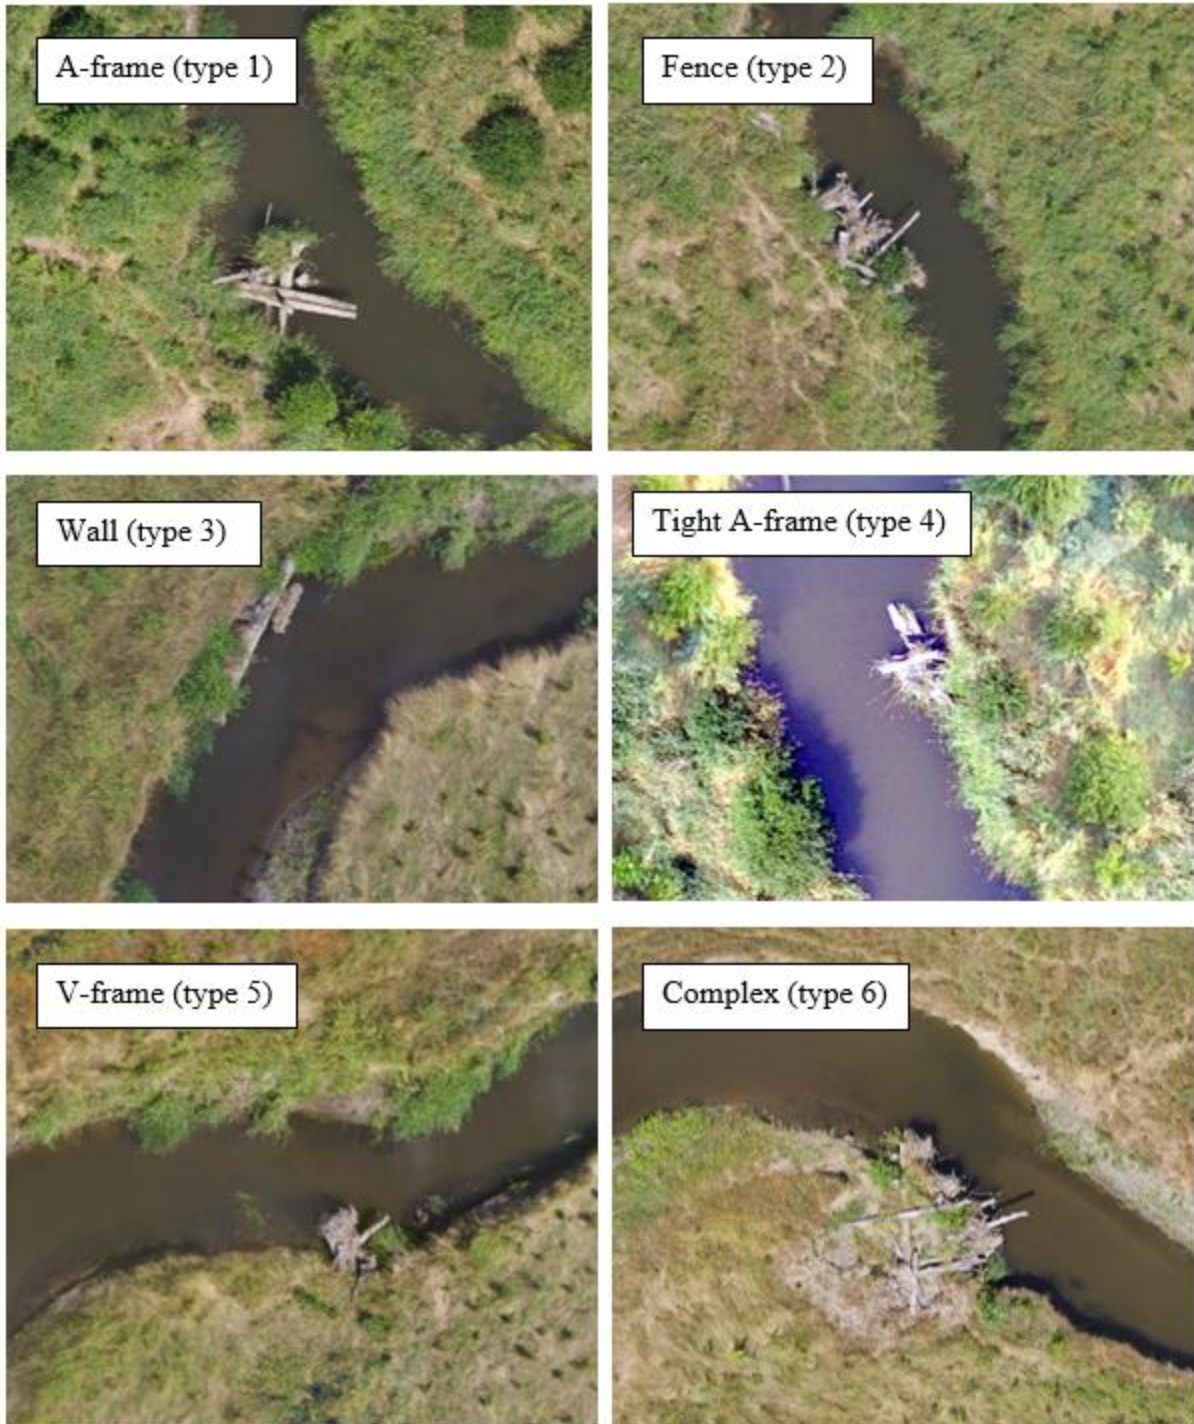 A-frame (type 1)
Fence (type 2)
Wall (type 3)
Tight A-frame (type 4)
V-frame (type 5)
Complex (type 6)